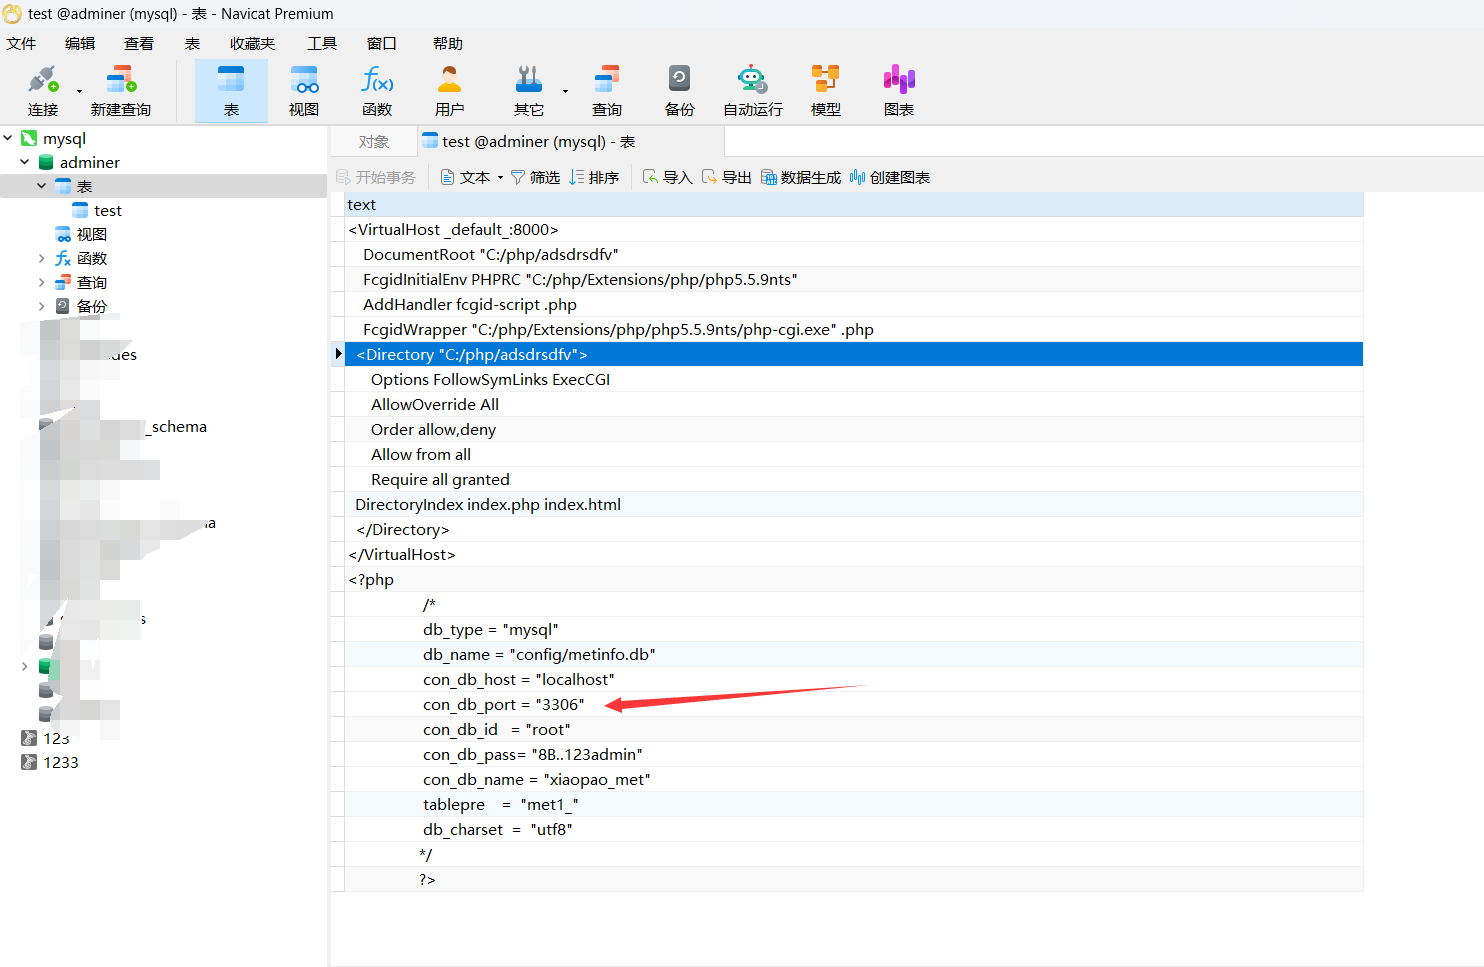 test @adminer (mysql) - 表 - Navicat Premium
文件 编辑 查看 表 收藏夹 工具 窗口 帮助
连接 新建查询 表 视图 函数 用户 其它 查询 备份 自动运行 模型 图表
mysql
adminer
表
test
视图
函数
查询
备份
des
_schema
123
1233
对象 test @adminer (mysql) - 表
开始事务 文本 筛选 排序 导入 导出 数据生成 创建图表
text
<VirtualHost _default_:8000>
DocumentRoot "C:/php/adsdrsdfv"
FcgidInitialEnv PHPRC "C:/php/Extensions/php/php5.5.9nts"
AddHandler fcgid-script .php
FcgidWrapper "C:/php/Extensions/php/php5.5.9nts/php-cgi.exe" .php
<Directory "C:/php/adsdrsdfv">
Options FollowSymLinks ExecCGI
AllowOverride All
Order allow,deny
Allow from all
Require all granted
DirectoryIndex index.php index.html
</Directory>
</VirtualHost>
<?php
/*
db_type = "mysql"
db_name = "config/metinfo.db"
con_db_host = "localhost"
con_db_port = "3306"
con_db_id = "root"
con_db_pass= "8B..123admin"
con_db_name = "xiaopao_met"
tablepre = "met1_"
db_charset = "utf8"
*/
?>